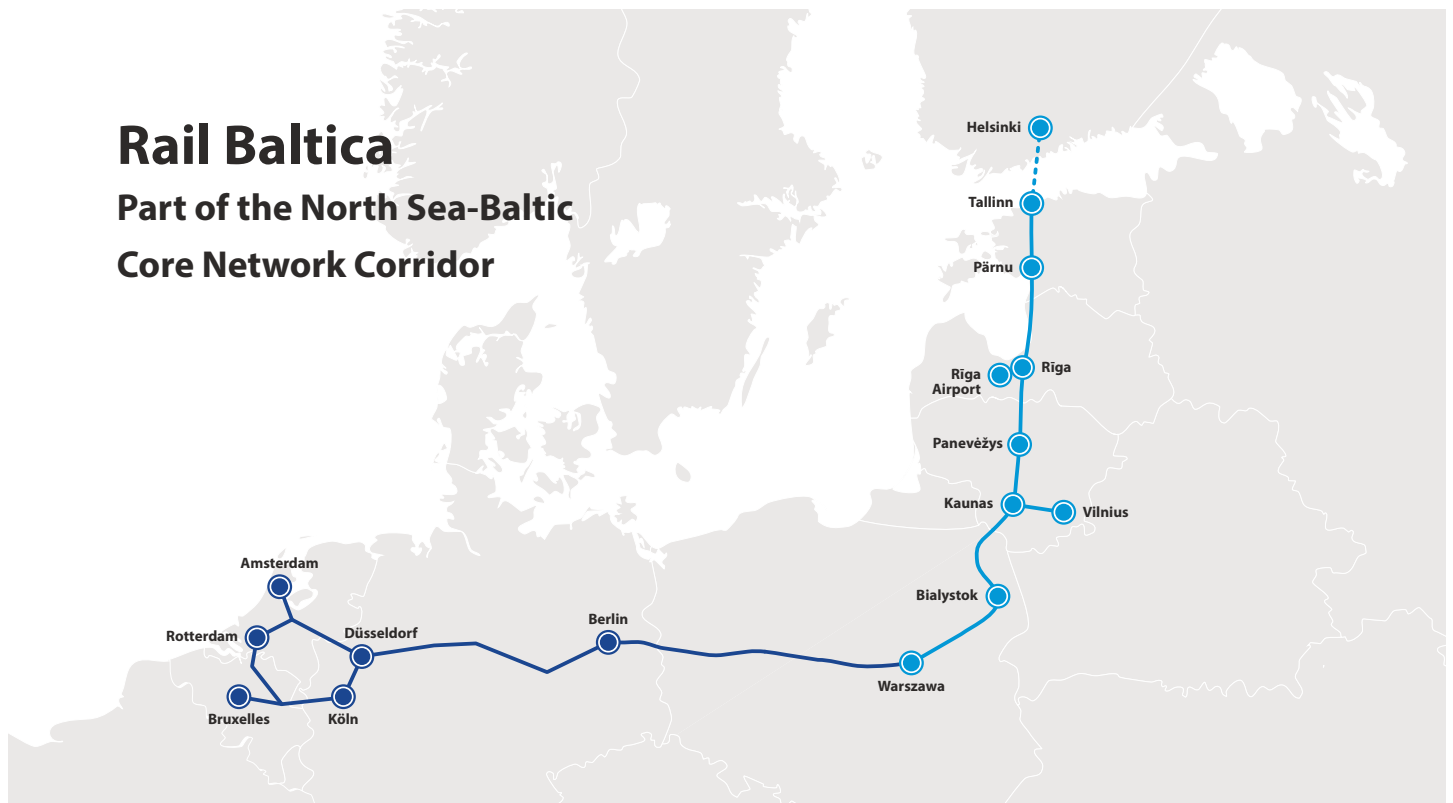 Rail Baltica
Part of the North Sea-Baltic
Core Network Corridor
Helsinki
Tallinn
Pärnu
Rīga
Rīga
Airport
Panevėžys
Kaunas
Vilnius
Bialystok
Warszawa
Berlin
Amsterdam
Rotterdam
Düsseldorf
Bruxelles
Köln